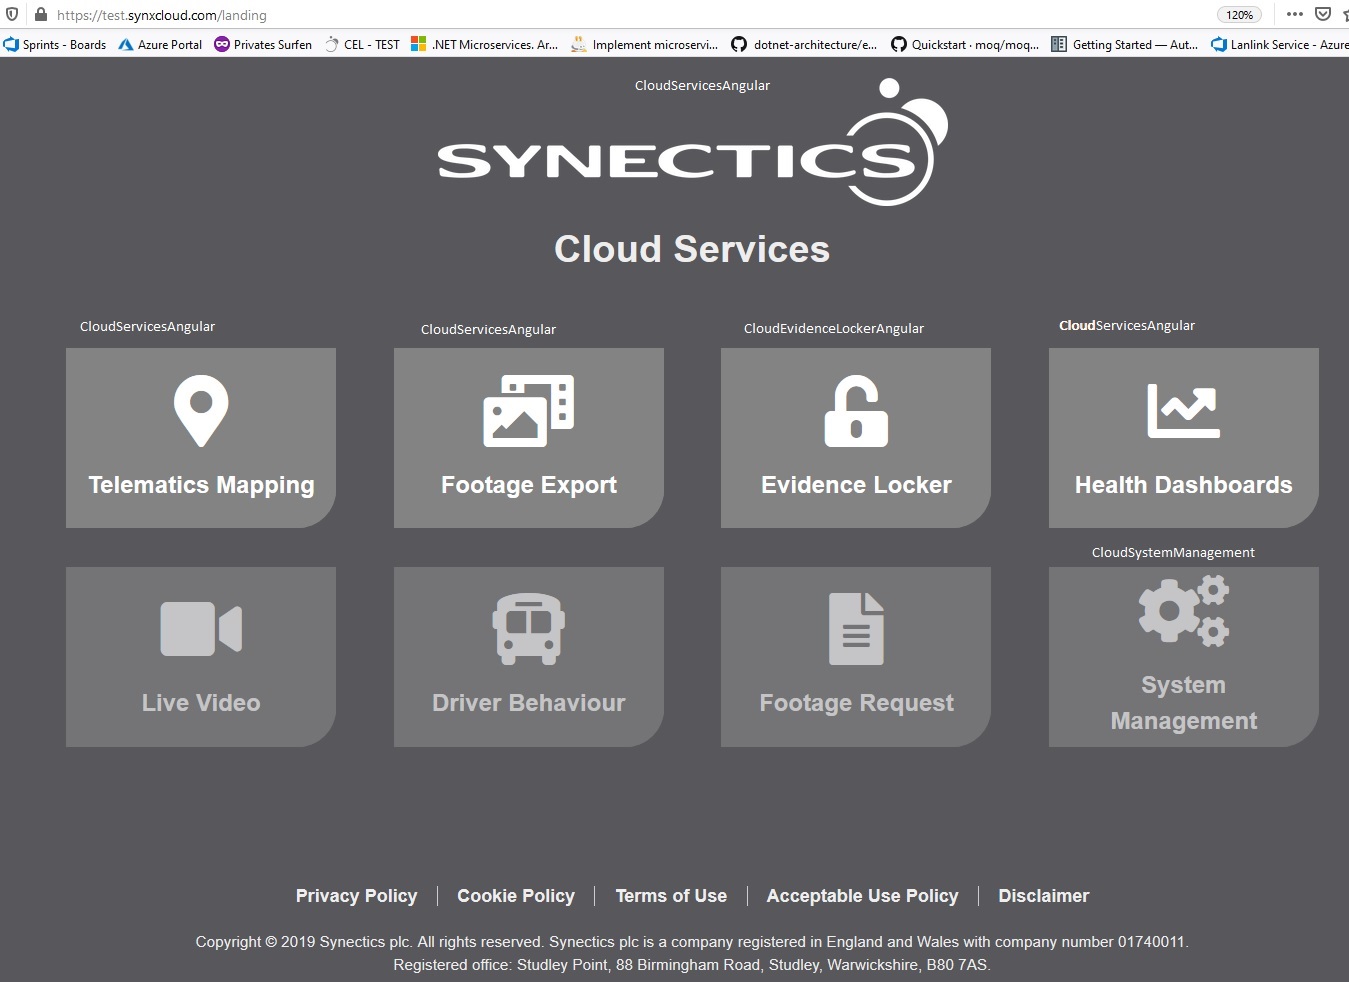 https://test.synxcloud.com/landing
120%
Sprints - Boards
Azure Portal
Privates Surfen
CEL - TEST
.NET Microservices. Ar...
Implement microservi...
dotnet-architecture/e...
Quickstart · moq/moq...
Getting Started — Aut...
Lanlink Service - Azure
CloudServicesAngular
SYNECTICS
Cloud Services
CloudServicesAngular
CloudServicesAngular
CloudEvidenceLockerAngular
CloudServicesAngular
Telematics Mapping
Footage Export
Evidence Locker
Health Dashboards
CloudSystemManagement
Live Video
Driver Behaviour
Footage Request
System
Management
Privacy Policy
Cookie Policy
Terms of Use
Acceptable Use Policy
Disclaimer
Copyright © 2019 Synectics plc. All rights reserved. Synectics plc is a company registered in England and Wales with company number 01740011.
Registered office: Studley Point, 88 Birmingham Road, Studley, Warwickshire, B80 7AS.